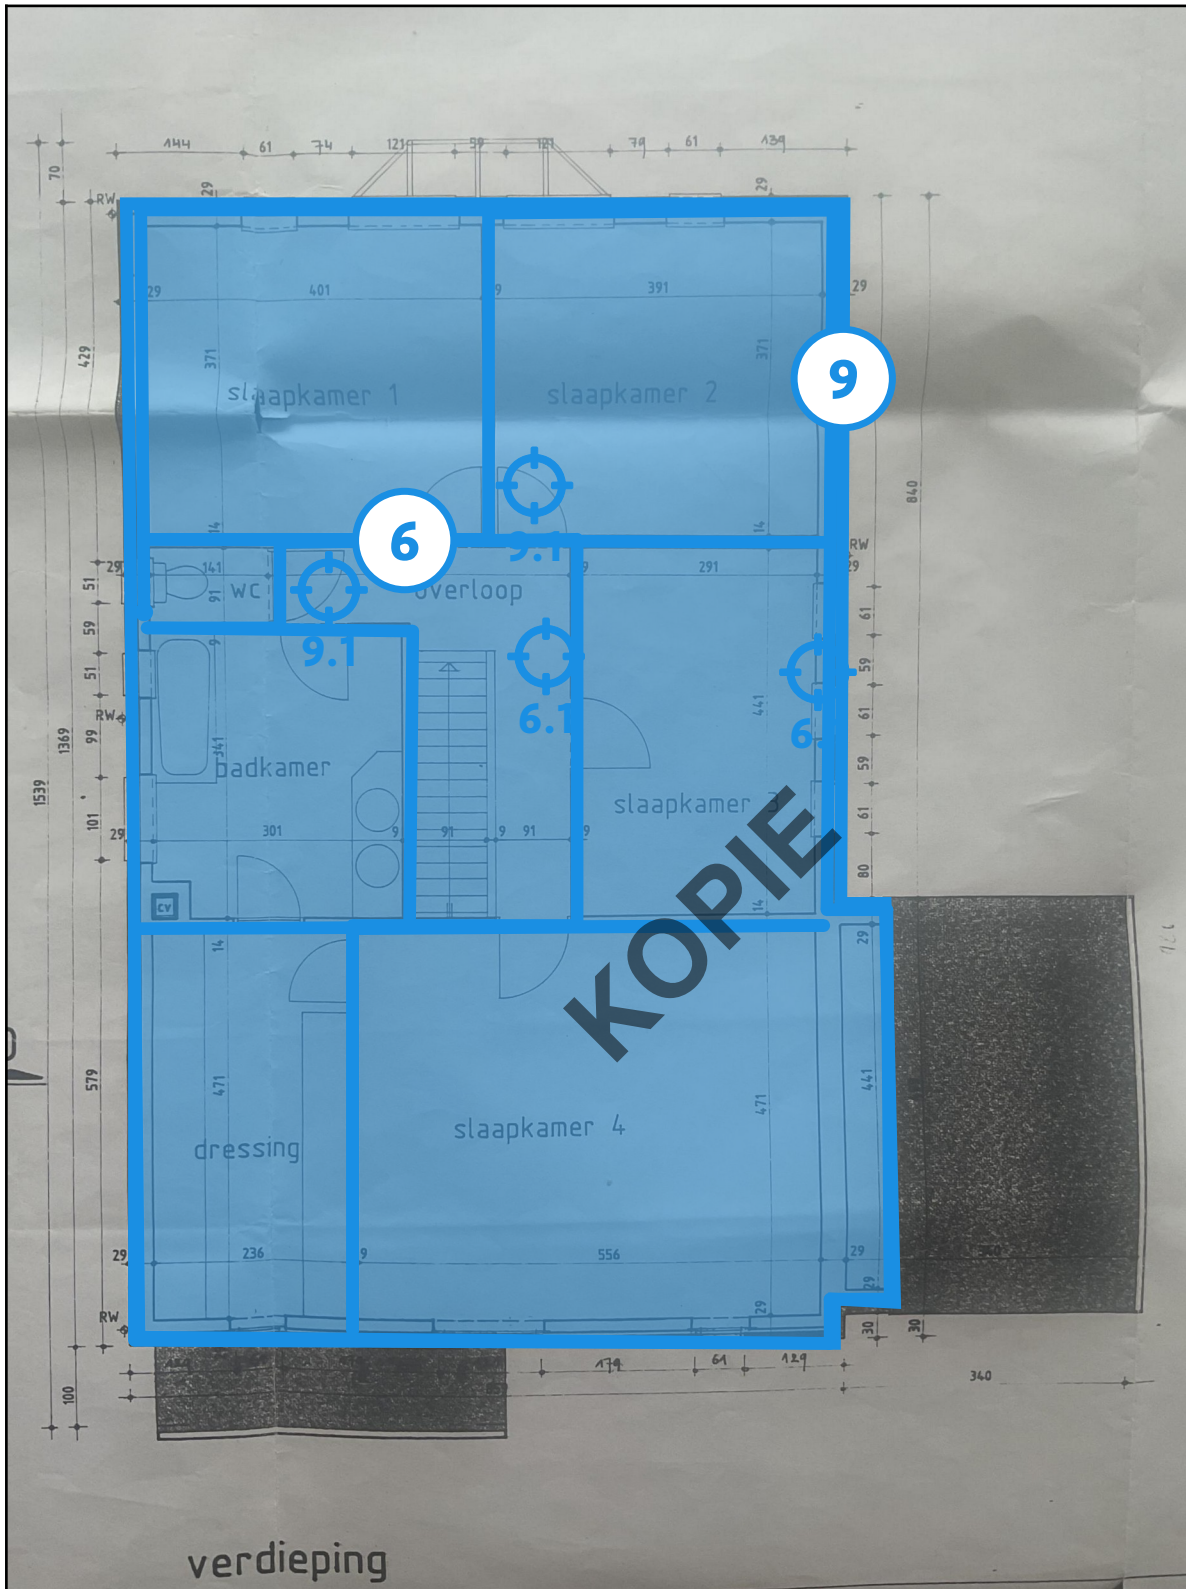 144 61 74 121 59 121 79 61 139
70
29 29
RW
29 401 9 391 29
429
371 371
slaapkamer 1 slaapkamer 2
9
840
14 14
6 9.1
RW
29 141 9 291 29
51 91 WC overloop 61
59 9 9.1 59
51
RW 6.1 441 61
99 6.
1369 341 59
badkamer
1539 slaapkamer 3
101 61
29 301 9 91 9 91 9
80
CV
14 14 29
KOPIE
579 471 471 441
slaapkamer 4
dressing
29 236 9 556 29 340
29 29
RW
30 30
179 61 129
100 340
verdieping